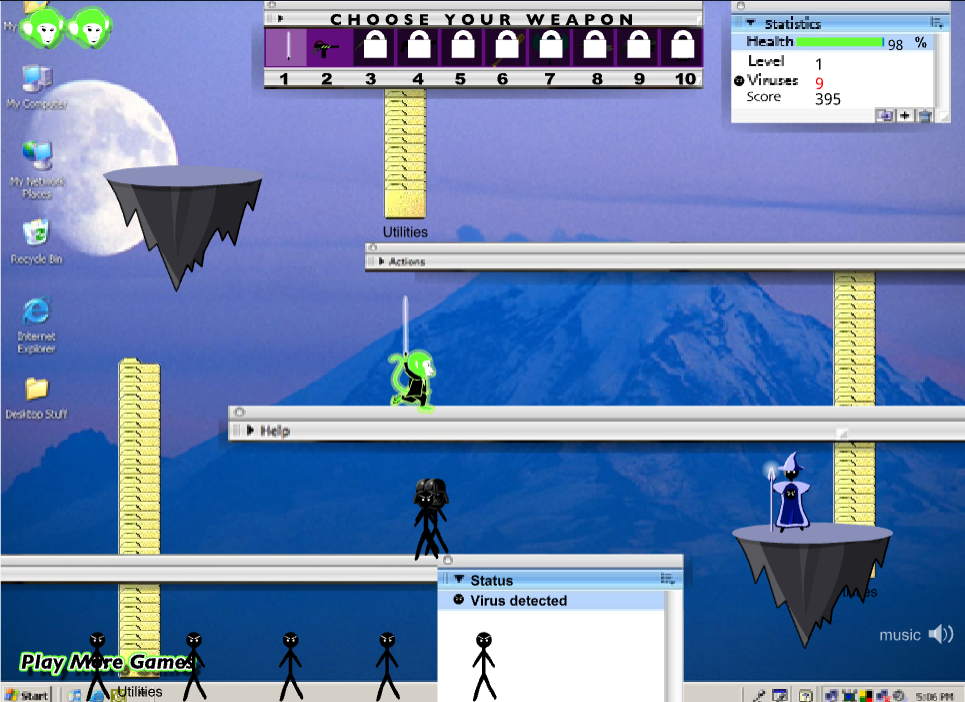 My
CHOOSE YOUR WEAPON
1 2 3 4 5 6 7 8 9 10
Statistics
Health 98 %
Level 1
Viruses 9
Score 395
My Computer
My Network
Places
Recycle Bin
Internet
Explorer
Desktop Stuff
Utilities
Actions
Help
Status
Virus detected
music
Play More Games
Start
Utilities
5:06 PM